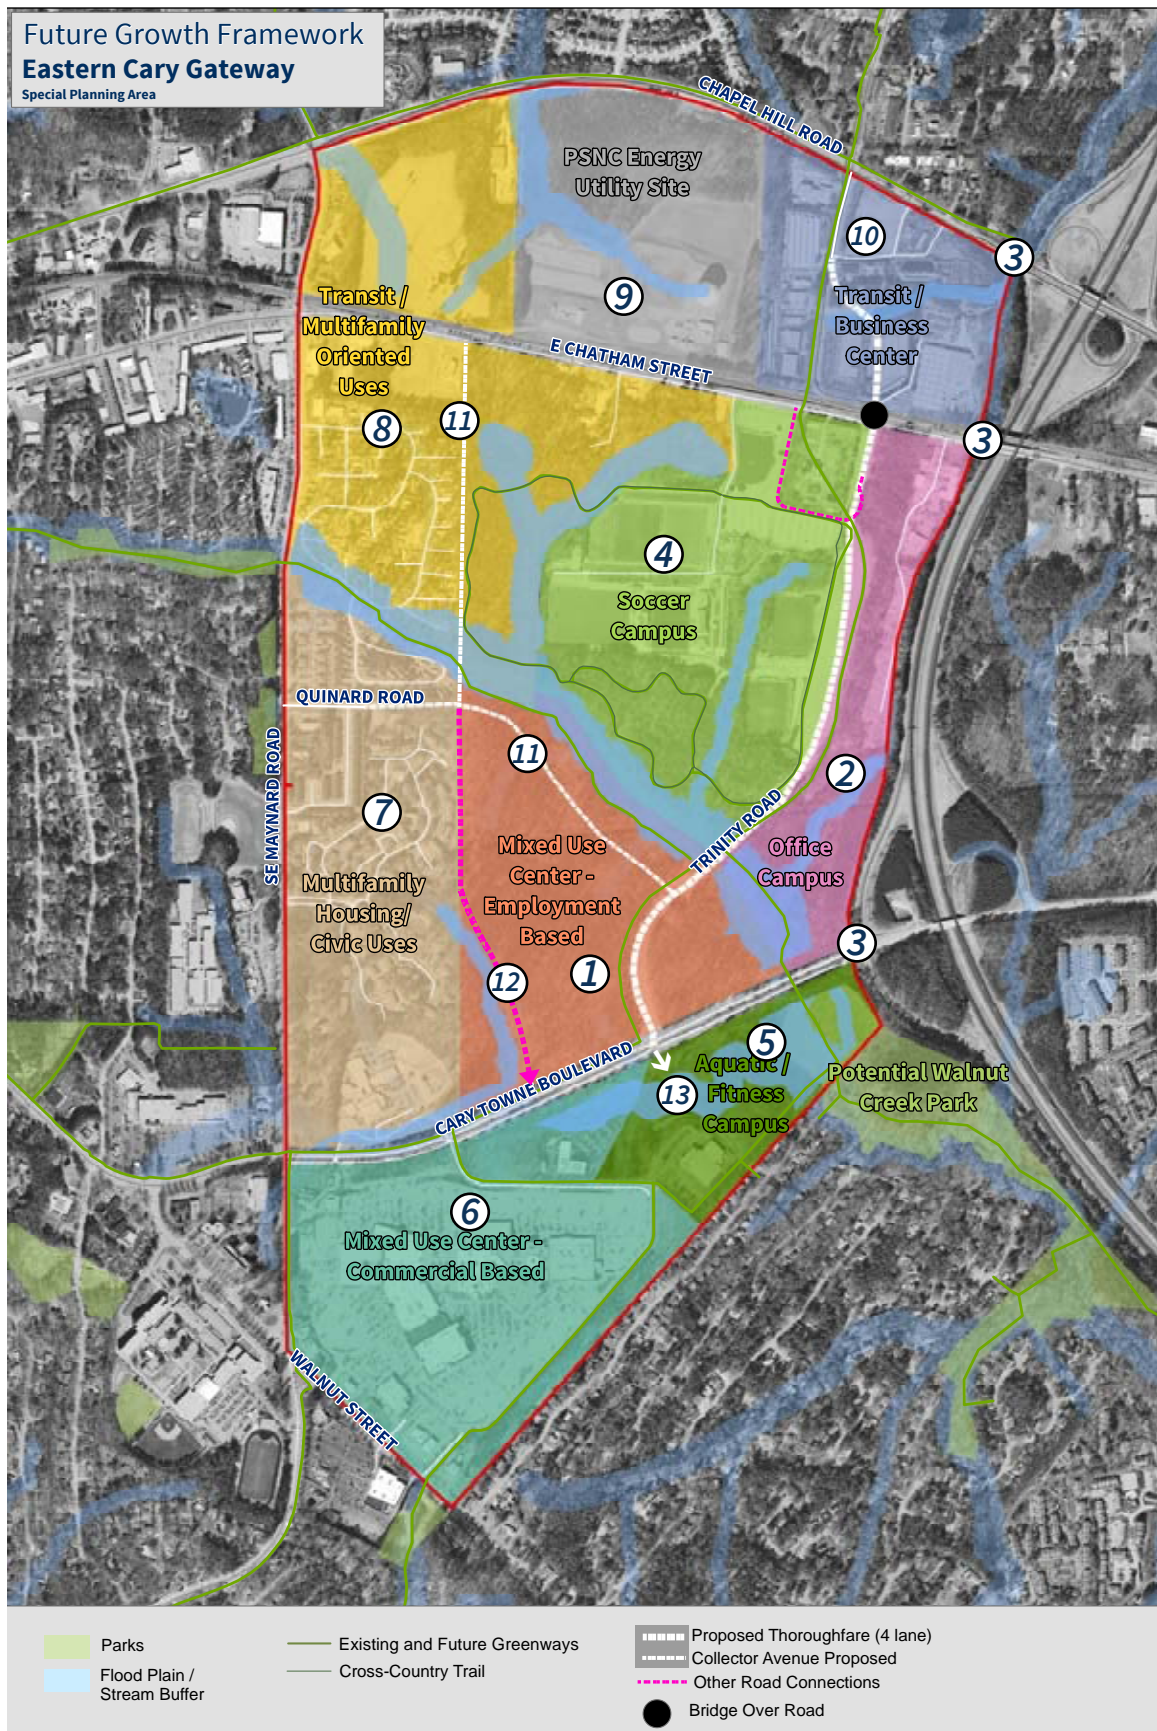 Future Growth Framework
Eastern Cary Gateway
Special Planning Area
CHAPEL HILL ROAD
PSNC Energy
Utility Site
10
3
9
Transit /
Multifamily
Oriented
Uses
Transit /
Business
Center
E CHATHAM STREET
8
11
3
4
Soccer
Campus
QUINARD ROAD
11
SE MAYNARD ROAD
2
7
TRINITY ROAD
Mixed Use
Center -
Employment
Based
Office
Campus
Multifamily
Housing/
Civic Uses
3
12
1
5
CARY TOWNE BOULEVARD
Aquatic /
Fitness
Campus
13
Potential Walnut
Creek Park
6
Mixed Use Center -
Commercial Based
WALNUT STREET
Parks
Flood Plain /
Stream Buffer
Existing and Future Greenways
Cross-Country Trail
Proposed Thoroughfare (4 lane)
Collector Avenue Proposed
Other Road Connections
Bridge Over Road